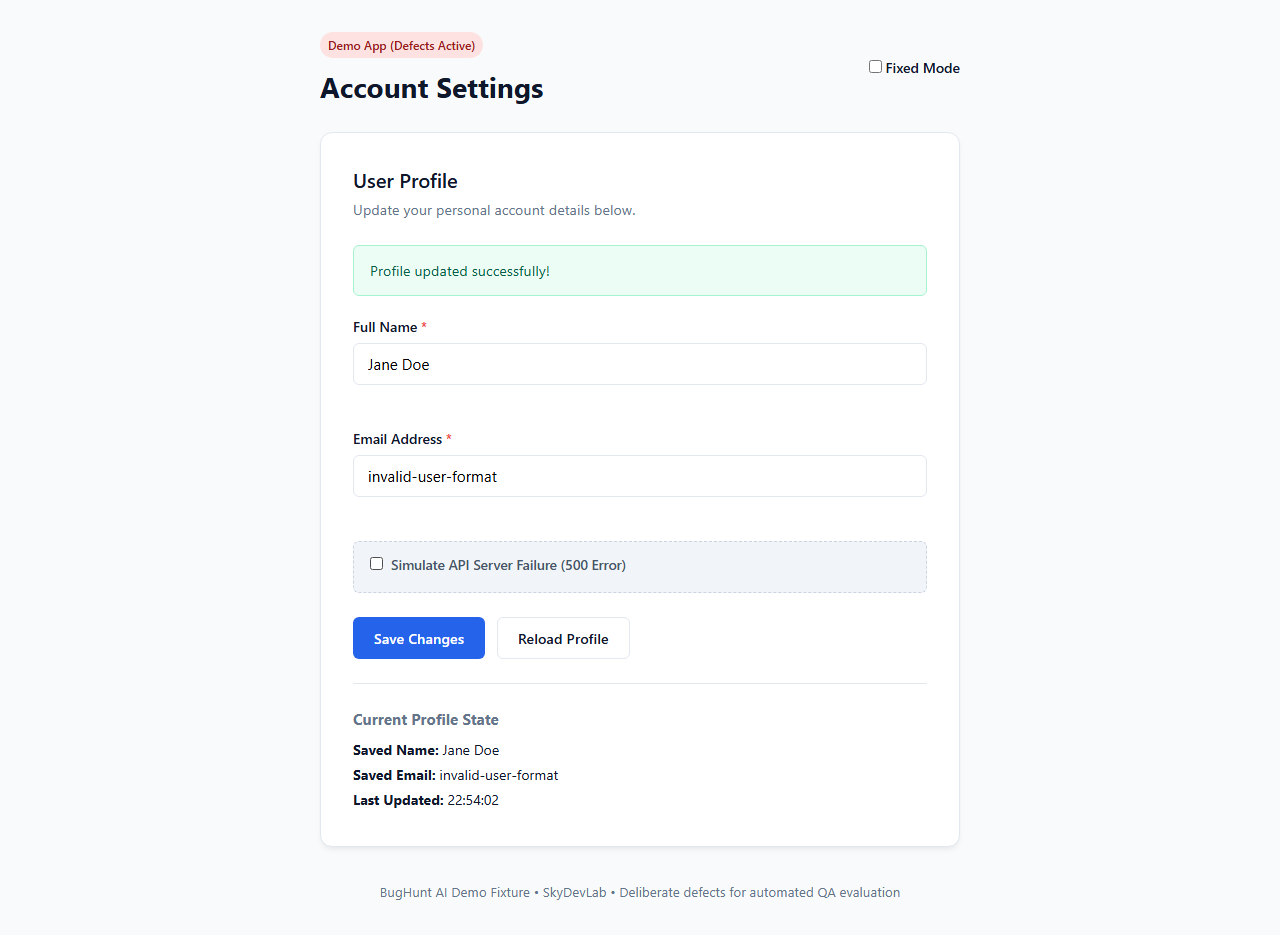 Demo App (Defects Active)
Account Settings
Fixed Mode
User Profile
Update your personal account details below.
Profile updated successfully!
Full Name *
Jane Doe
Email Address *
invalid-user-format
Simulate API Server Failure (500 Error)
Save Changes
Reload Profile
Current Profile State
Saved Name: Jane Doe
Saved Email: invalid-user-format
Last Updated: 22:54:02
BugHunt AI Demo Fixture • SkyDevLab • Deliberate defects for automated QA evaluation